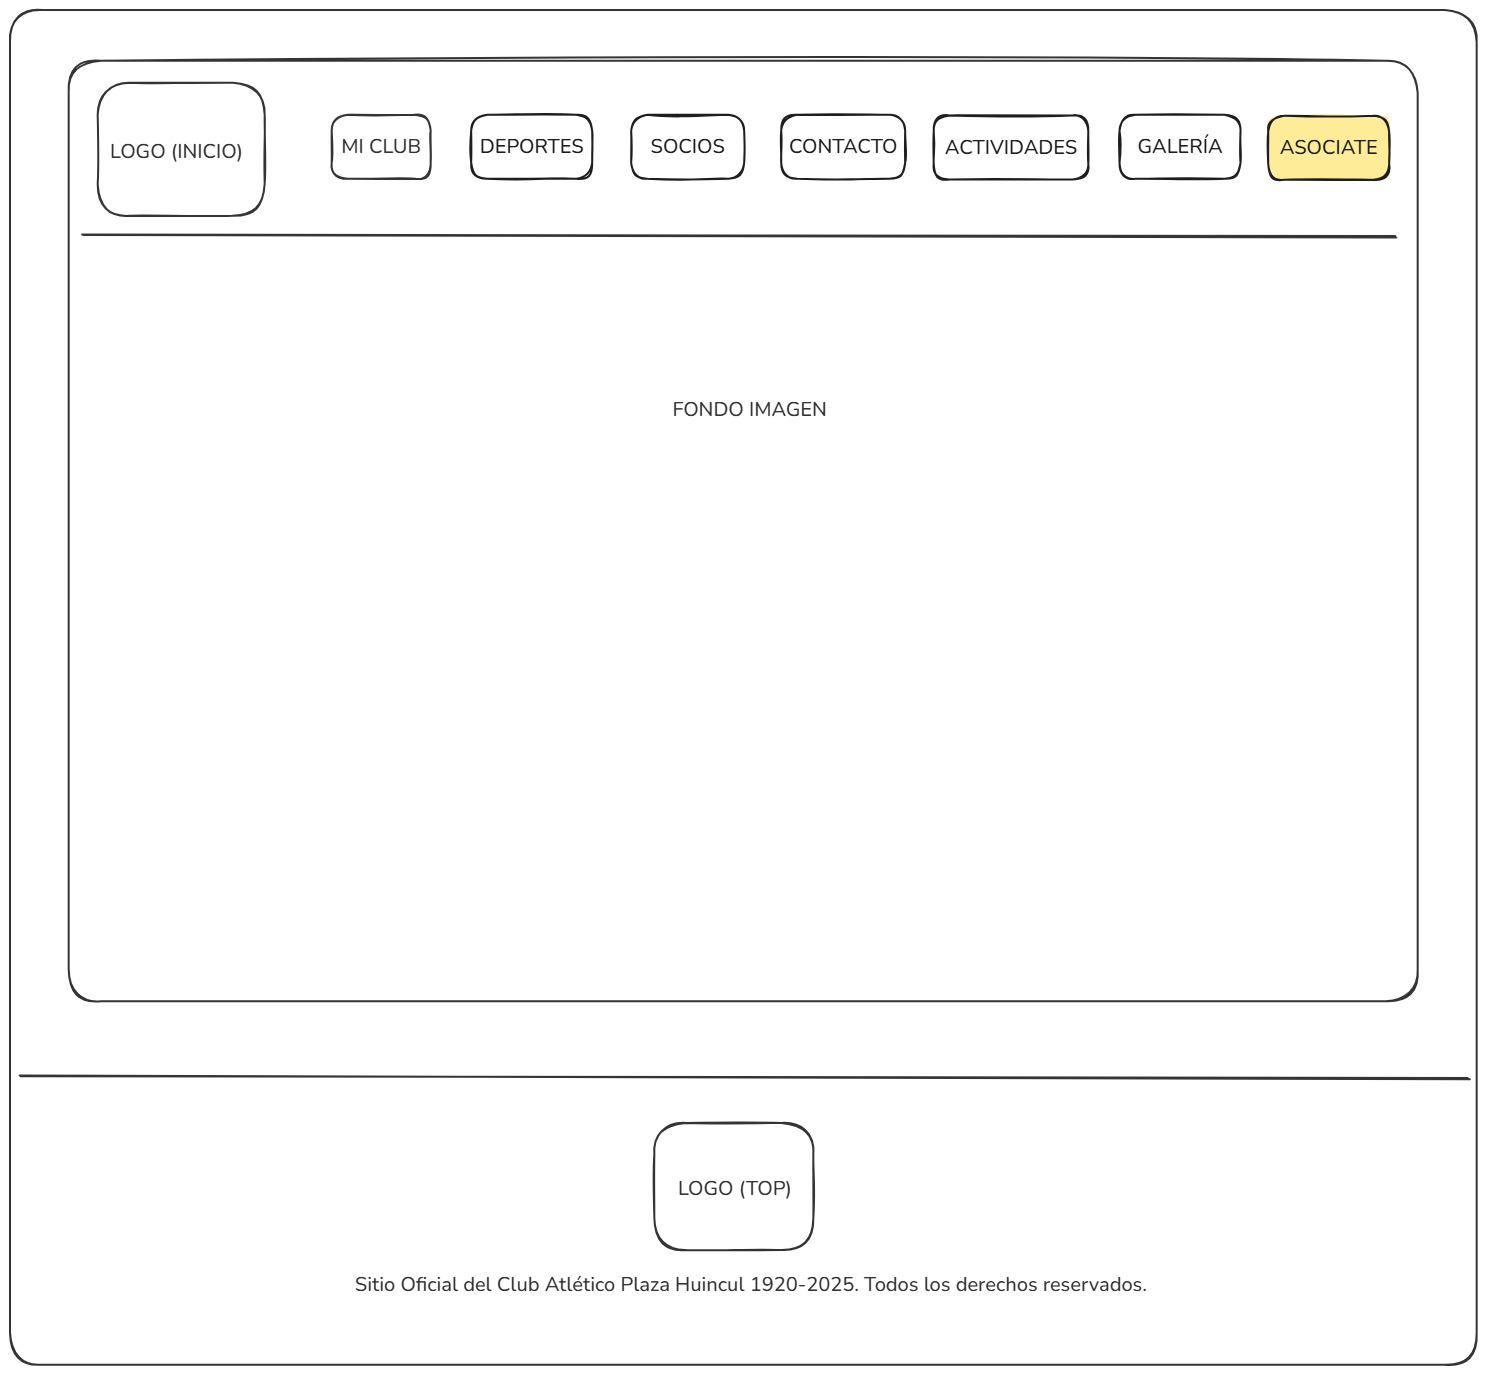 LOGO (INICIO)
MI CLUB
DEPORTES
SOCIOS
CONTACTO
ACTIVIDADES
GALERÍA
ASOCIATE
FONDO IMAGEN
LOGO (TOP)
Sitio Oficial del Club Atlético Plaza Huincul 1920-2025. Todos los derechos reservados.